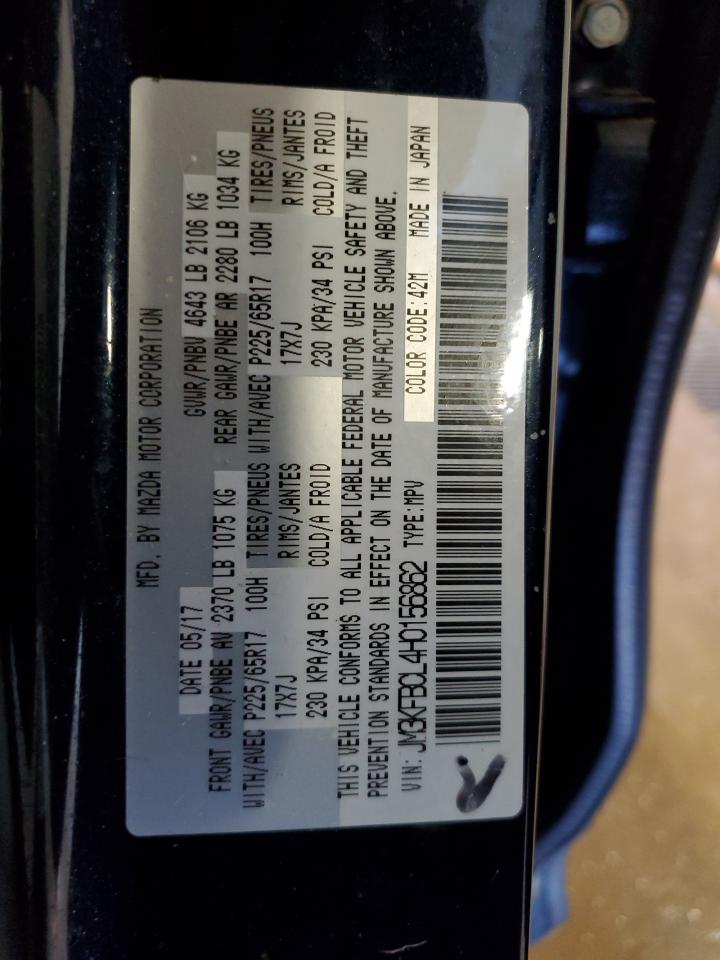 MFD. BY MAZDA MOTOR CORPORATION
DATE 05/17 GVWR/PNBV 4643 LB 2106 KG
FRONT GAWR/PNBE AV 2370 LB 1075 KG REAR GAWR/PNBE AR 2280 LB 1034 KG
WITH/AVEC P225/65R17 100H TIRES/PNEUS WITH/AVEC P225/65R17 100H TIRES/PNEUS
17X7J RIMS/JANTES 17X7J RIMS/JANTES
230 KPA/34 PSI COLD/A FROID 230 KPA/34 PSI COLD/A FROID
THIS VEHICLE CONFORMS TO ALL APPLICABLE FEDERAL MOTOR VEHICLE SAFETY AND THEFT
PREVENTION STANDARDS IN EFFECT ON THE DATE OF MANUFACTURE SHOWN ABOVE.
VIN: JM3KFBCL4H0156862 TYPE:MPV COLOR CODE:42M MADE IN JAPAN